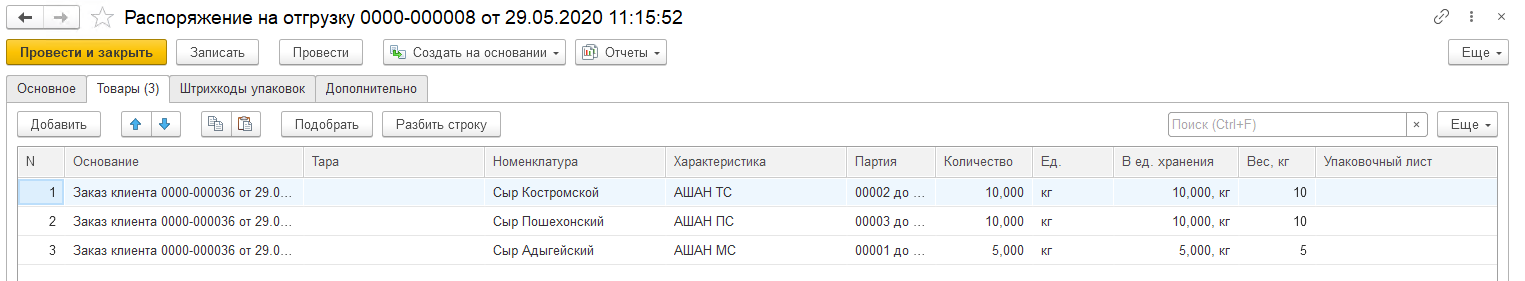 Распоряжение на отгрузку 0000-000008 от 29.05.2020 11:15:52
Провести и закрыть Записать Провести Создать на основании Отчеты Еще
Основное Товары (3) Штрихкоды упаковок Дополнительно
Добавить Подобрать Разбить строку Поиск (Ctrl+F) × Еще
N Основание Тара Номенклатура Характеристика Партия Количество Ед. В ед. хранения Вес, кг Упаковочный лист
1 Заказ клиента 0000-000036 от 29.0... Сыр Костромской АШАН ТС 00002 до ... 10,000 кг 10,000, кг 10
2 Заказ клиента 0000-000036 от 29.0... Сыр Пошехонский АШАН ПС 00003 до ... 10,000 кг 10,000, кг 10
3 Заказ клиента 0000-000036 от 29.0... Сыр Адыгейский АШАН МС 00001 до ... 5,000 кг 5,000, кг 5